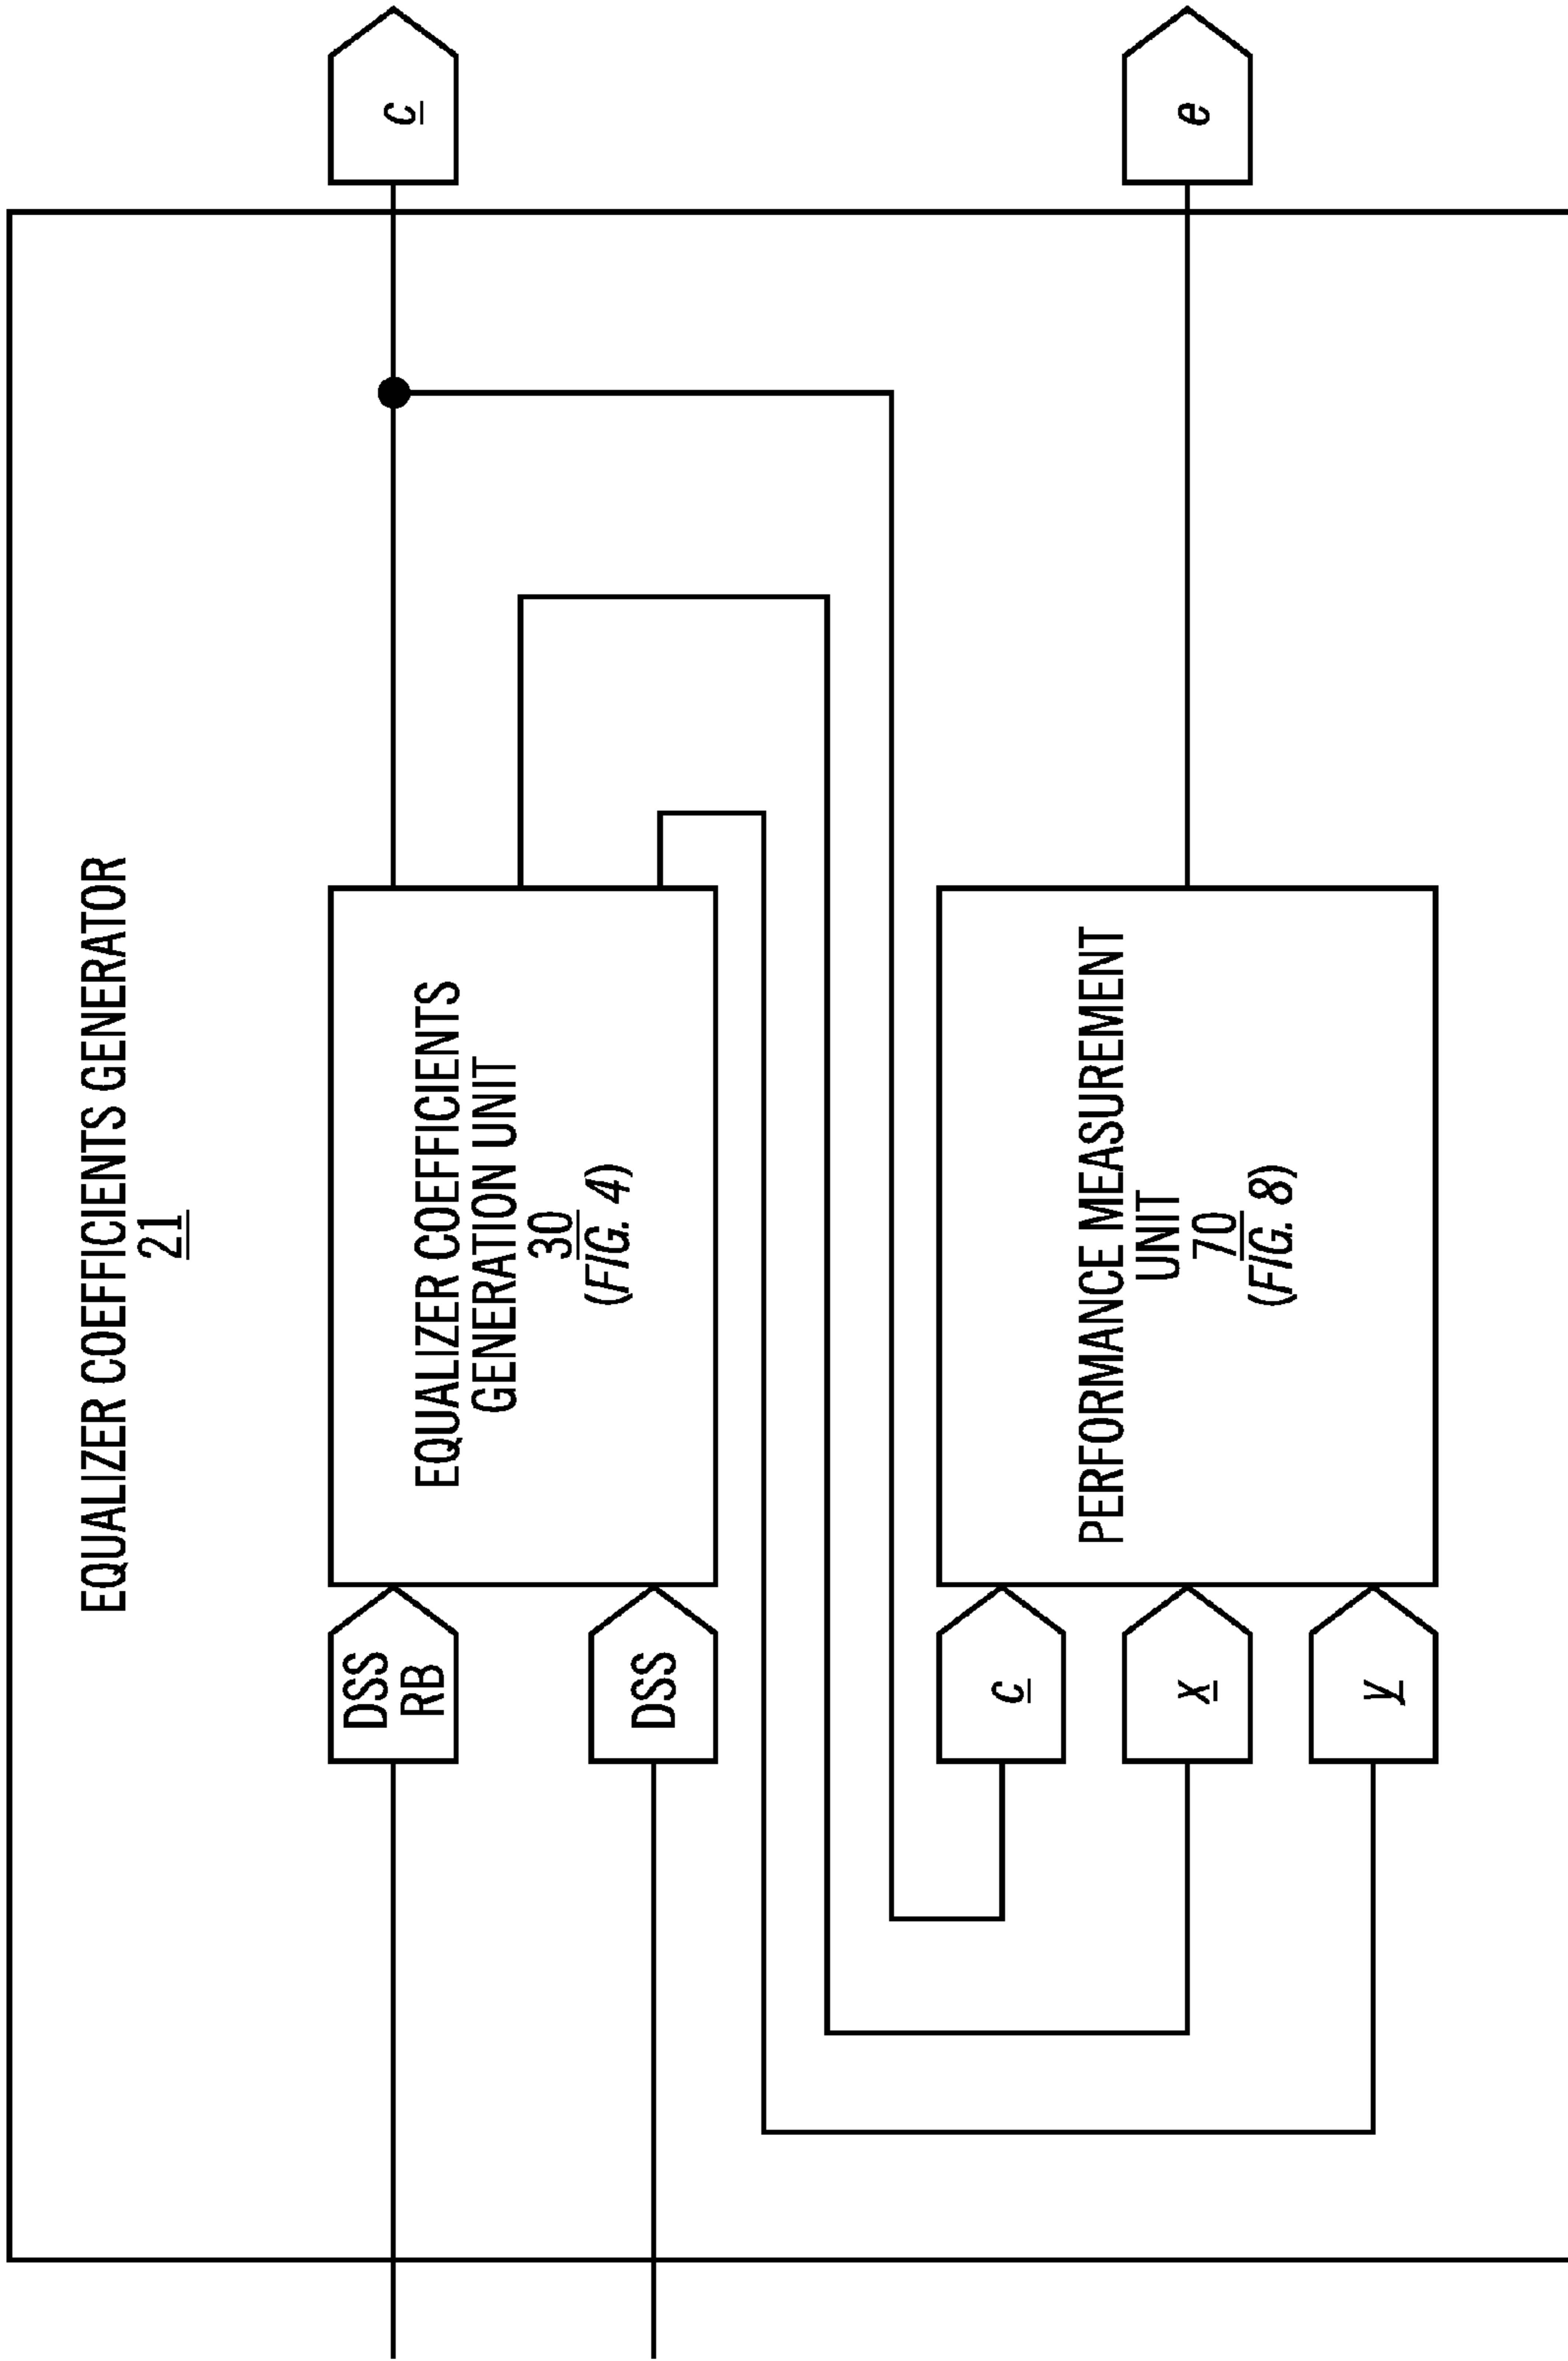 EQUALIZER COEFFICIENTS GENERATOR
21
DSS
RB
DSS
EQUALIZER COEFFICIENTS
GENERATION UNIT
30
(FIG. 4)
c
c
x
y
PERFORMANCE MEASUREMENT
UNIT
70
(FIG. 8)
e